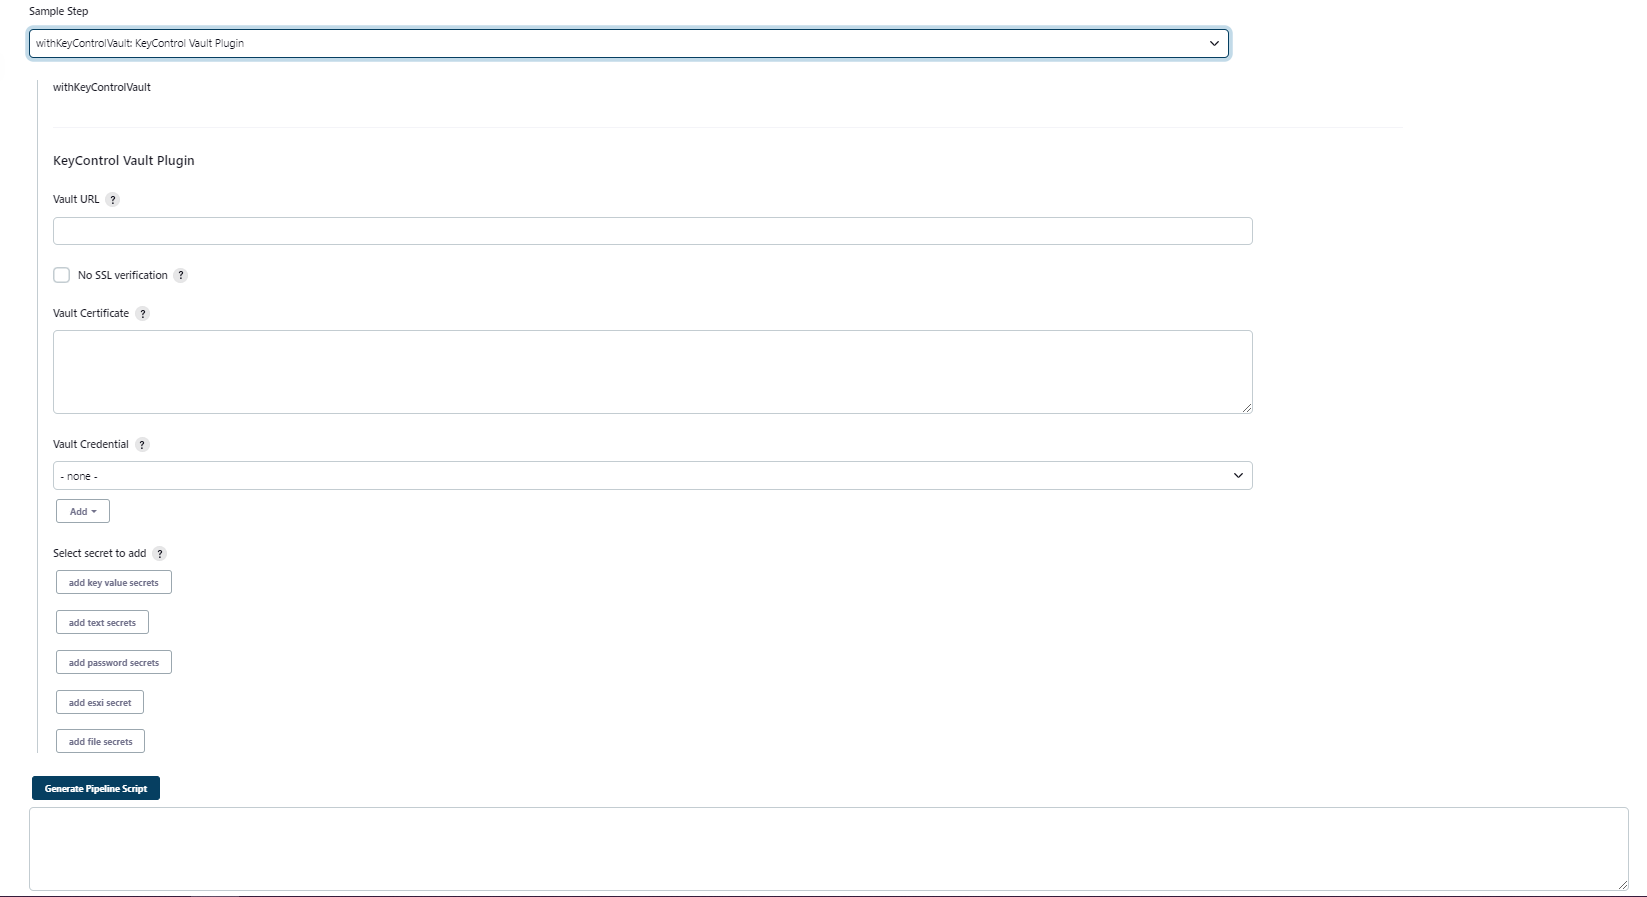 Sample Step
withKeyControlVault: KeyControl Vault Plugin
withKeyControlVault
KeyControl Vault Plugin
Vault URL ?
No SSL verification ?
Vault Certificate ?
Vault Credential ?
- none -
Add
Select secret to add ?
add key value secrets
add text secrets
add password secrets
add esxi secret
add file secrets
Generate Pipeline Script